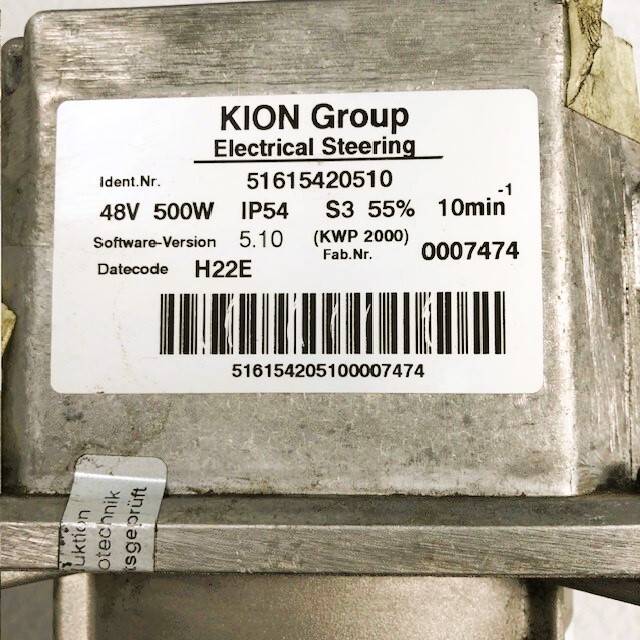 KION Group
Electrical Steering
Ident.Nr. 51615420510
48V 500W IP54 S3 55% 10min-1
Software-Version 5.10 (KWP 2000)
Fab.Nr. 0007474
Datecode H22E
516154205100007474
uktion
otechnik
sgeprüft